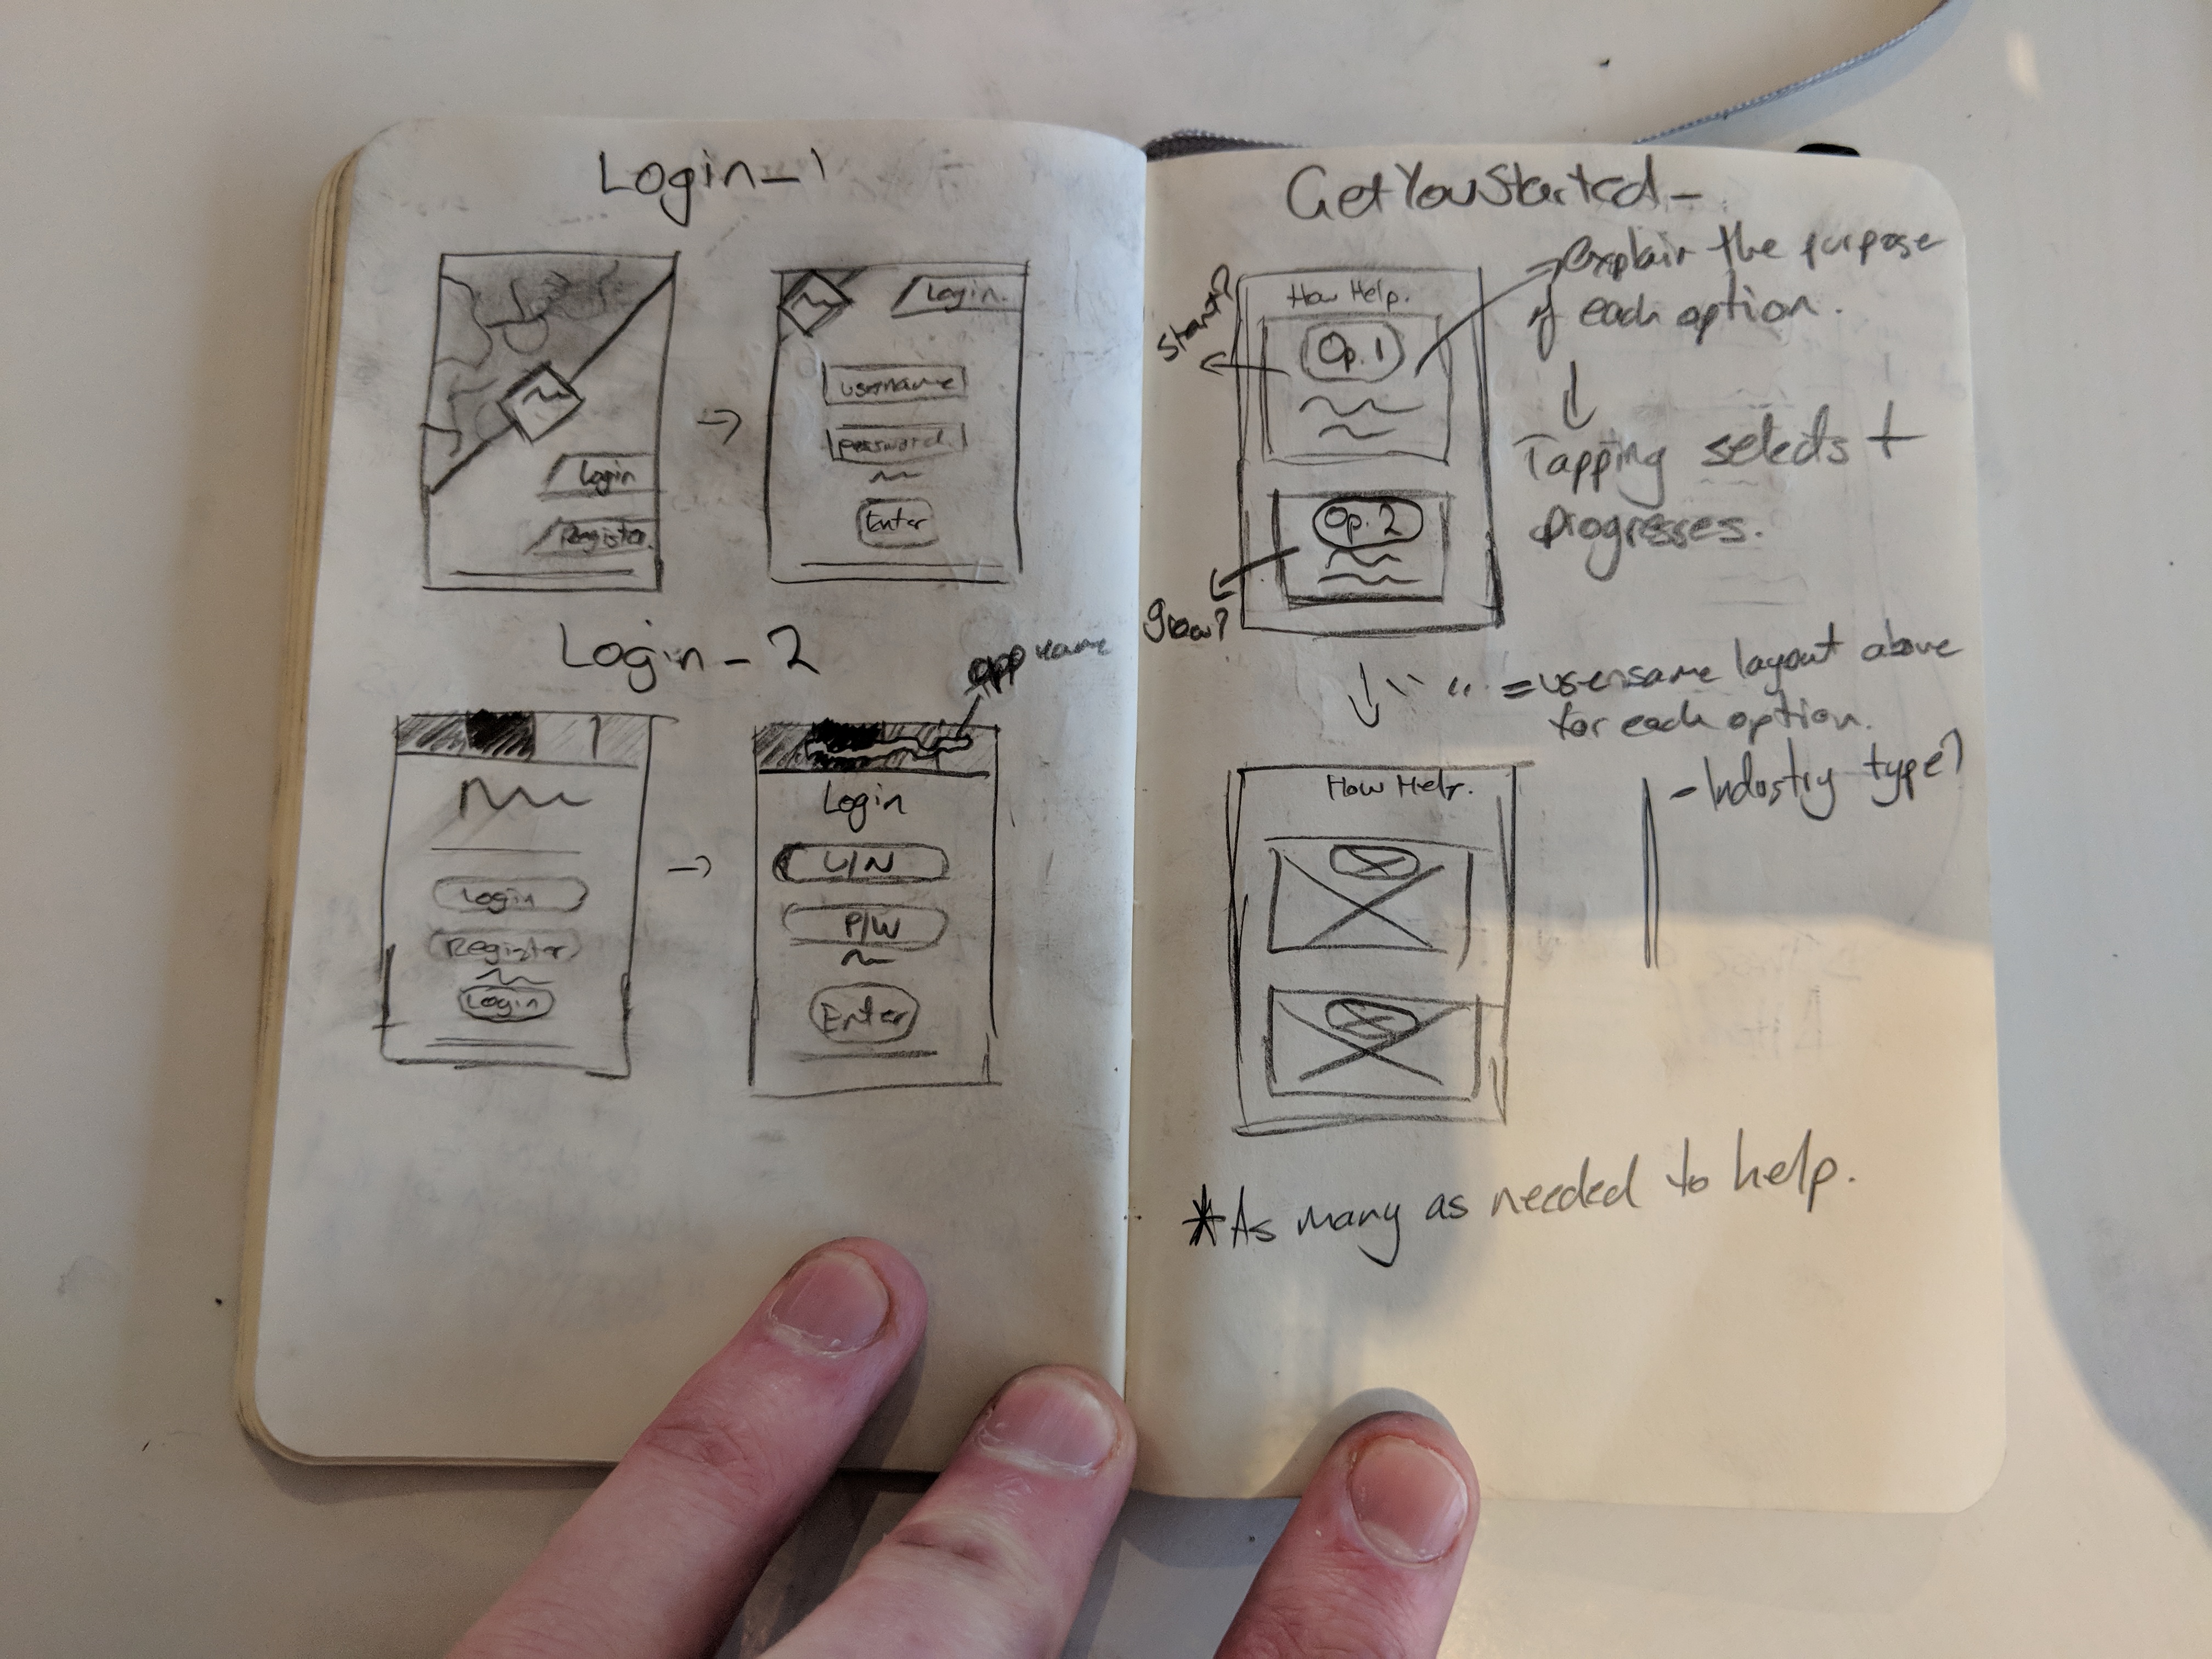 Login - 1
Login
Register.
Login.
username
password
Enter
Login - 2
app name
Login
Register
Login
Login
U/N
P/W
Enter
GetYouStarted -
How Help.
Op. 1
Op. 2
start?
grow?
explain the purpose
of each option.
Tapping selects +
progresses.
" " = use same layout above
for each option.
- Industry type?
How Help.
* As many as needed to help.